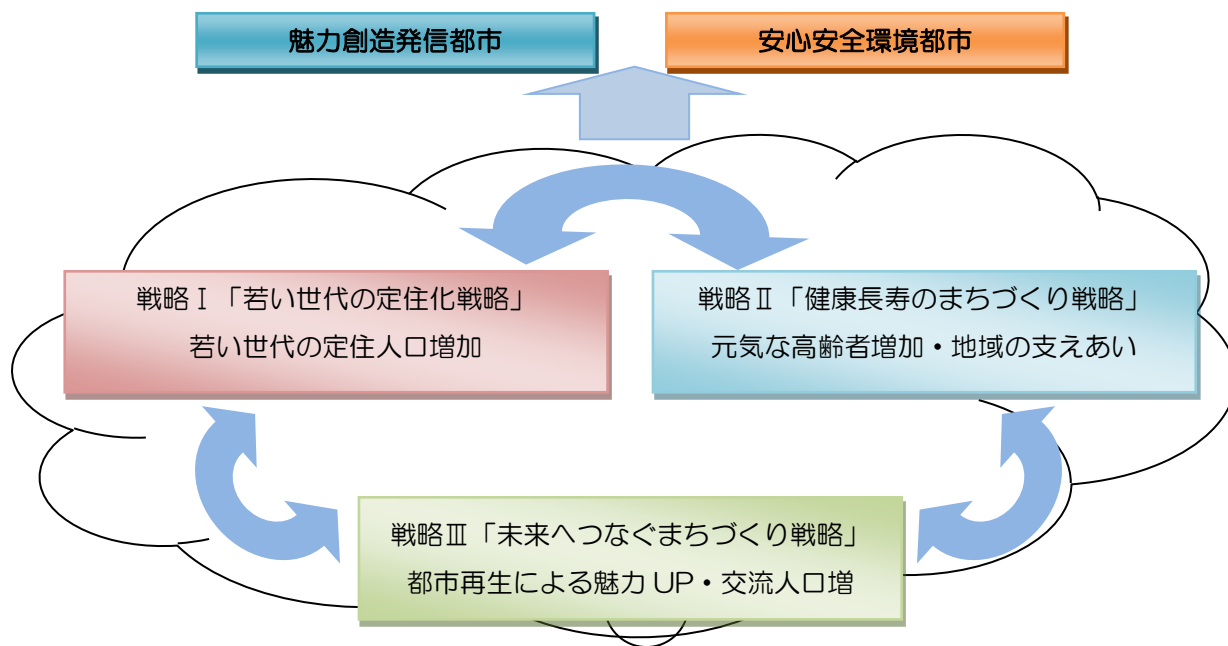 魅力創造発信都市
安心安全環境都市
戦略Ⅰ「若い世代の定住化戦略」
若い世代の定住人口増加
戦略Ⅱ「健康長寿のまちづくり戦略」
元気な高齢者増加・地域の支えあい
戦略Ⅲ「未来へつなぐまちづくり戦略」
都市再生による魅力 UP・交流人口増